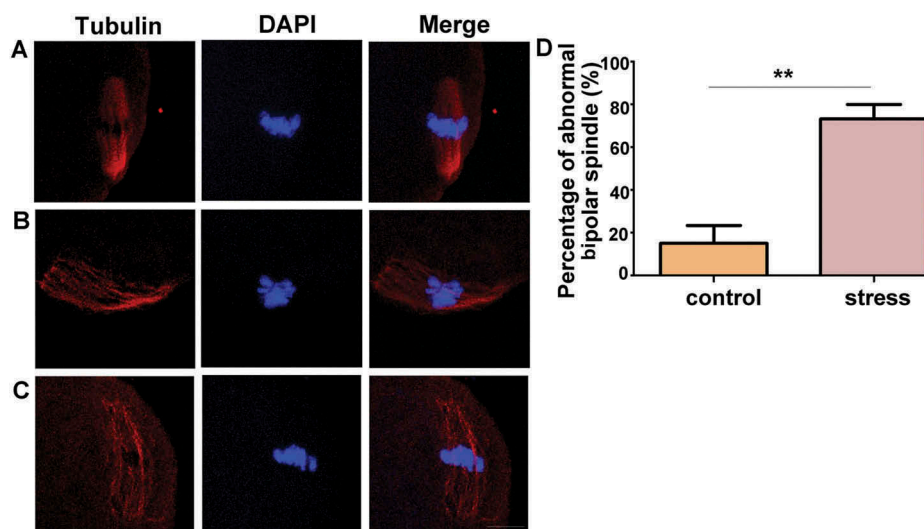 Tubulin DAPI Merge
A
B
C
D
Percentage of abnormal
bipolar spindle (%)
100
80
60
40
20
0
**
control stress